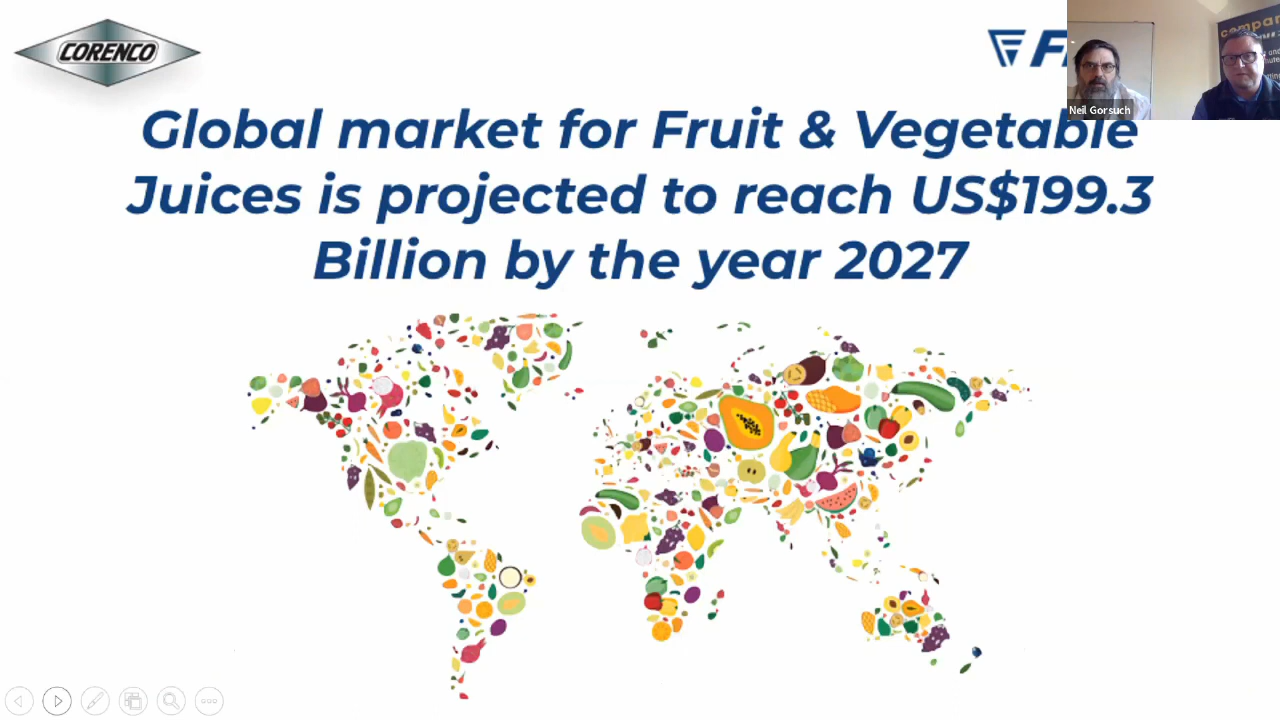 CORENCO
Neil Gorsuch
Global market for Fruit & Vegetable
Juices is projected to reach US$199.3
Billion by the year 2027